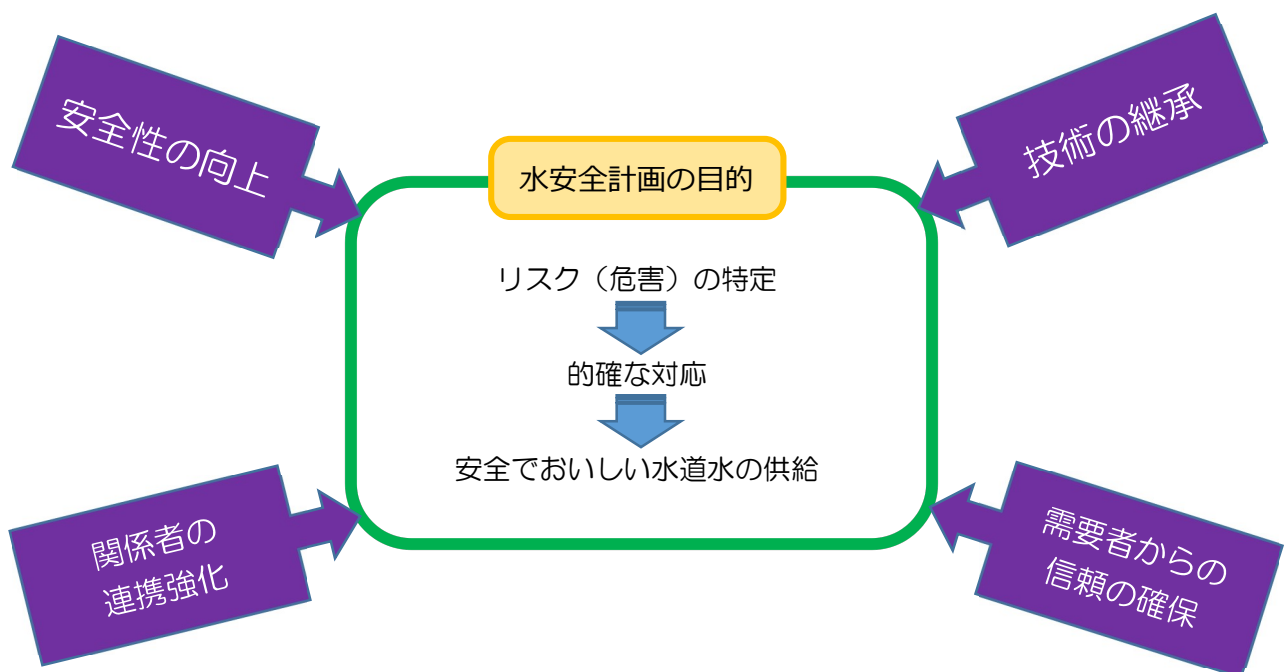 安全性の向上
技術の継承
水安全計画の目的
リスク（危害）の特定
的確な対応
安全でおいしい水道水の供給
関係者の
連携強化
需要者からの
信頼の確保